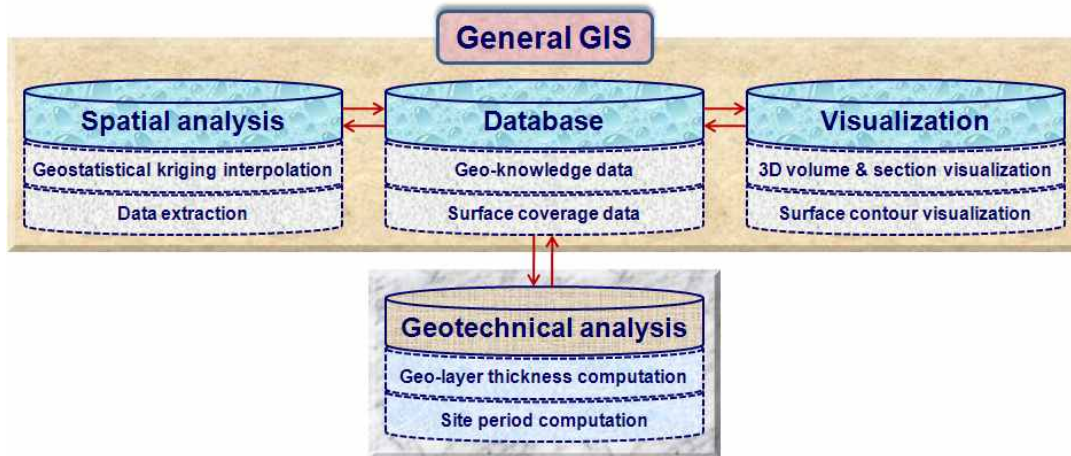 General GIS
Spatial analysis
Geostatistical kriging interpolation
Data extraction
Database
Geo-knowledge data
Surface coverage data
Visualization
3D volume & section visualization
Surface contour visualization
Geotechnical analysis
Geo-layer thickness computation
Site period computation